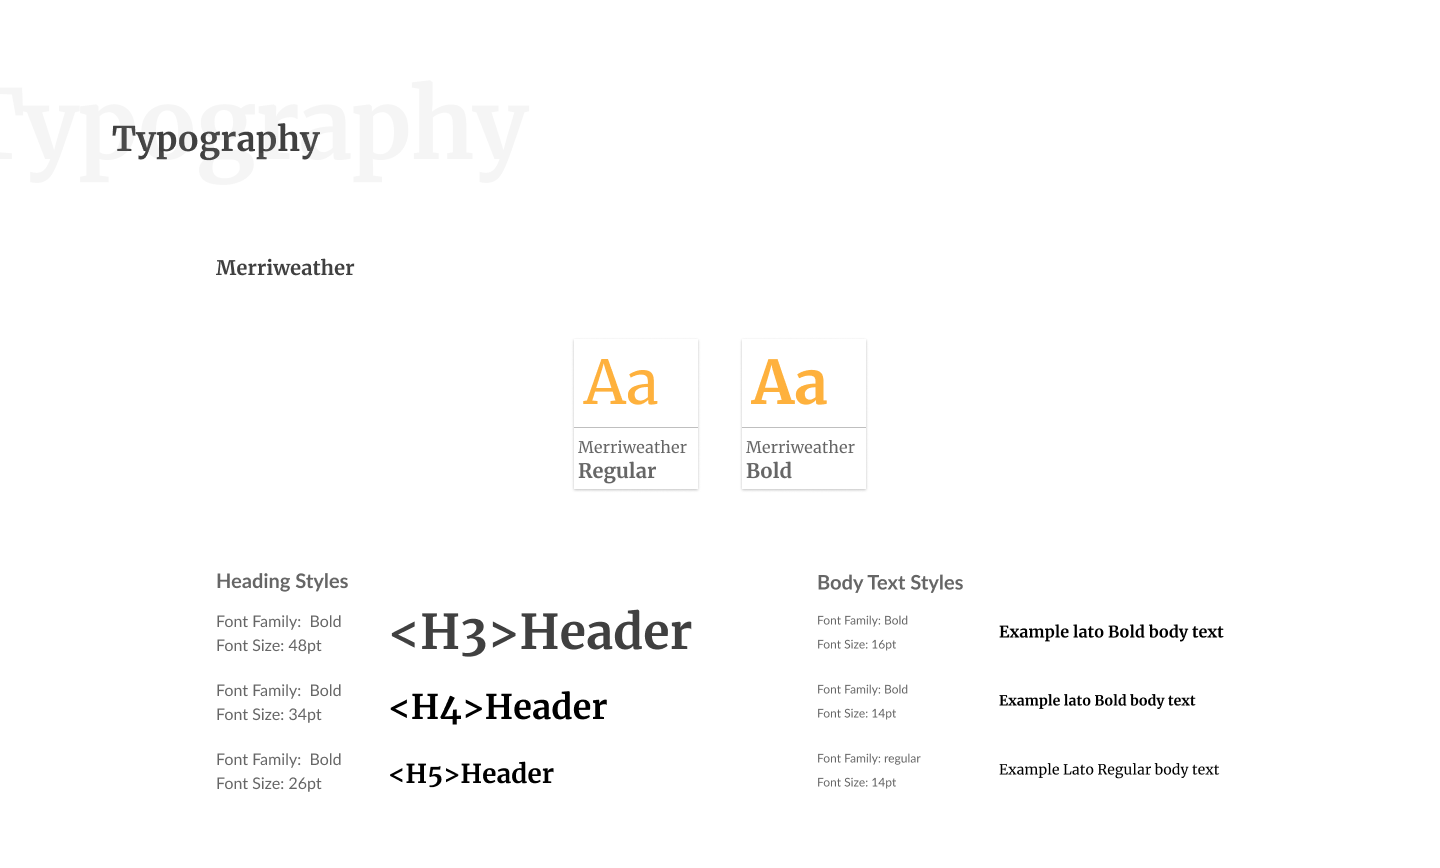 Typography
Typography
Merriweather
Aa
Merriweather
Regular
Aa
Merriweather
Bold
Heading Styles
Font Family:  Bold
Font Size: 48pt
<H3>Header
Font Family:  Bold
Font Size: 34pt
<H4>Header
Font Family:  Bold
Font Size: 26pt
<H5>Header
Body Text Styles
Font Family: Bold
Font Size: 16pt
Example lato Bold body text
Font Family: Bold
Font Size: 14pt
Example lato Bold body text
Font Family: regular
Font Size: 14pt
Example Lato Regular body text